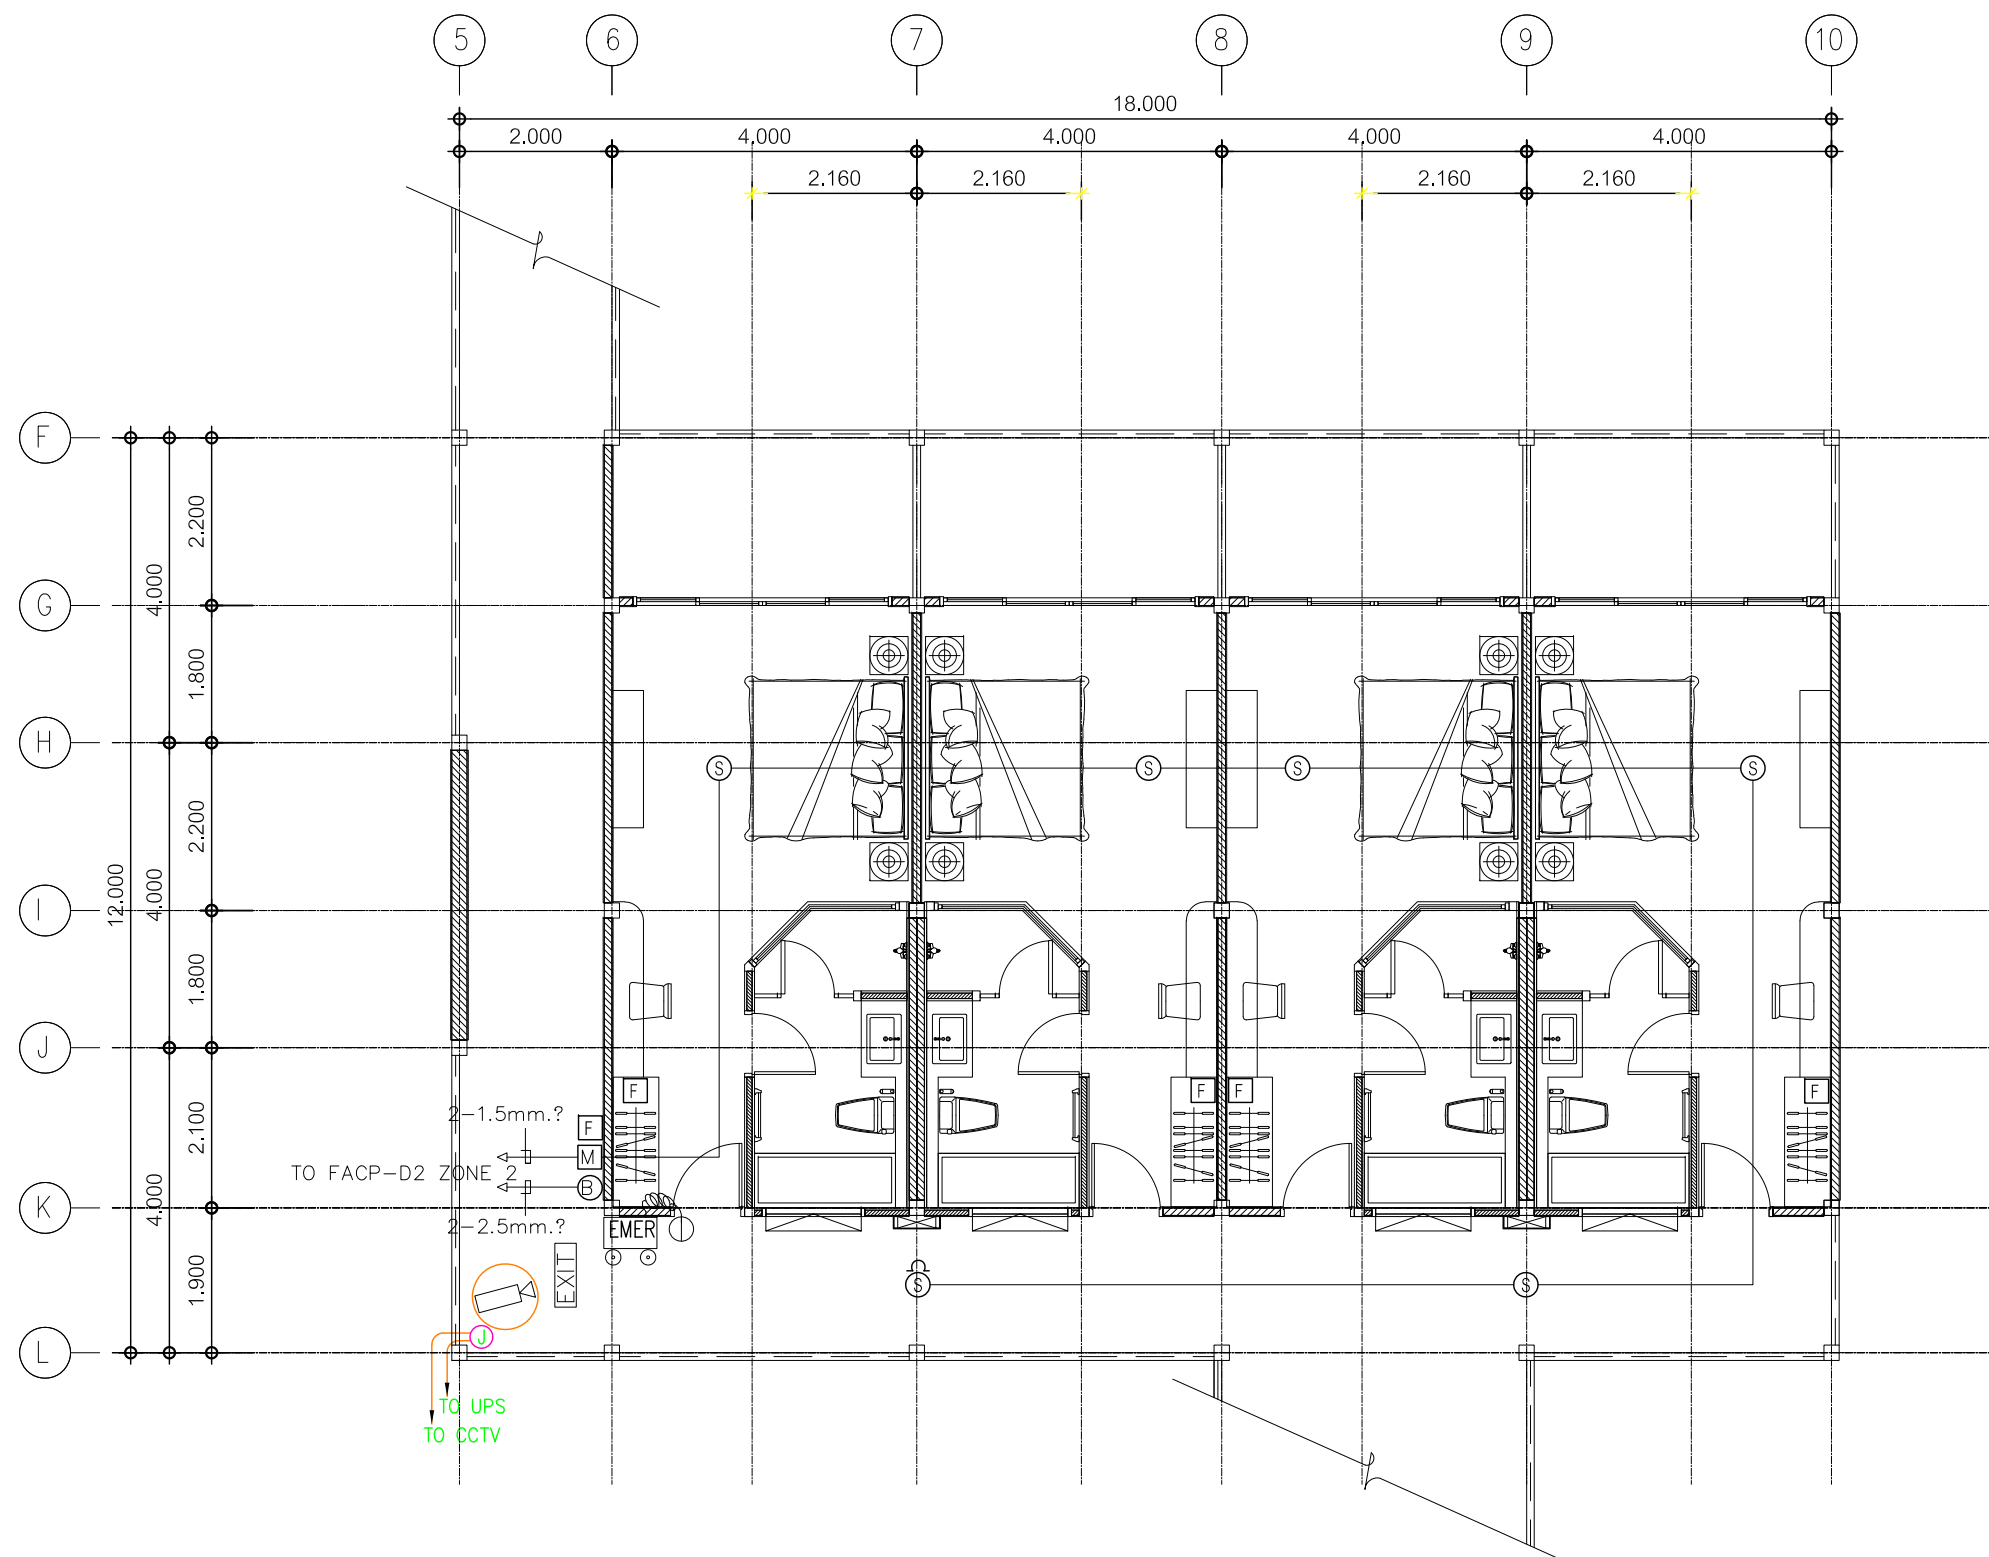 5 6 7 8 9 10
18.000
2.000 4.000 4.000 4.000 4.000
2.160 2.160 2.160 2.160
F
2.200
4.000
G
1.800
H
S S S S
2.200
12.000
4.000
I
1.800
J
F F F F
2-1.5mm.?
F
2.100
M
TO FACP-D2 ZONE 2
B
4.000
K
2-2.5mm.?
EMER
EXIT
1.900
S S
J
L
TO UPS
TO CCTV